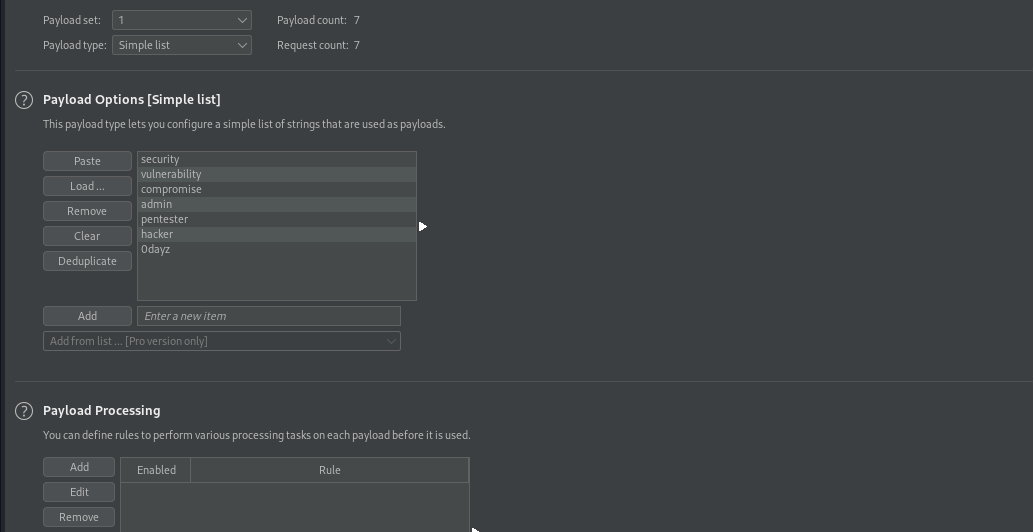 Payload set: 1 Payload count: 7
Payload type: Simple list Request count: 7
? Payload Options [Simple list]
This payload type lets you configure a simple list of strings that are used as payloads.
Paste
Load ...
Remove
Clear
Deduplicate
security
vulnerability
compromise
admin
pentester
hacker
0dayz
Add Enter a new item
Add from list ... [Pro version only]
? Payload Processing
You can define rules to perform various processing tasks on each payload before it is used.
Add
Edit
Remove
Enabled Rule